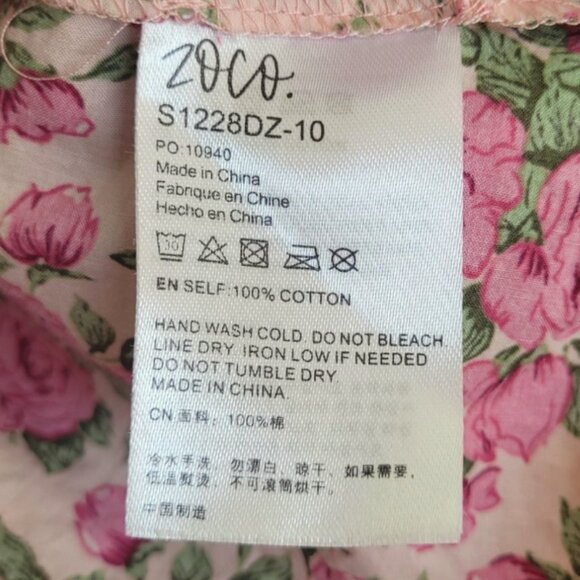 zoco.
S1228DZ-10
PO:10940
Made in China
Fabrique en Chine
Hecho en China
30
EN SELF:100% COTTON
HAND WASH COLD. DO NOT BLEACH.
LINE DRY. IRON LOW IF NEEDED
DO NOT TUMBLE DRY.
MADE IN CHINA.
CN 面料：100%棉
冷水手洗，勿漂白，晾干，如果需要，
低温熨烫，不可滚筒烘干。
中国制造